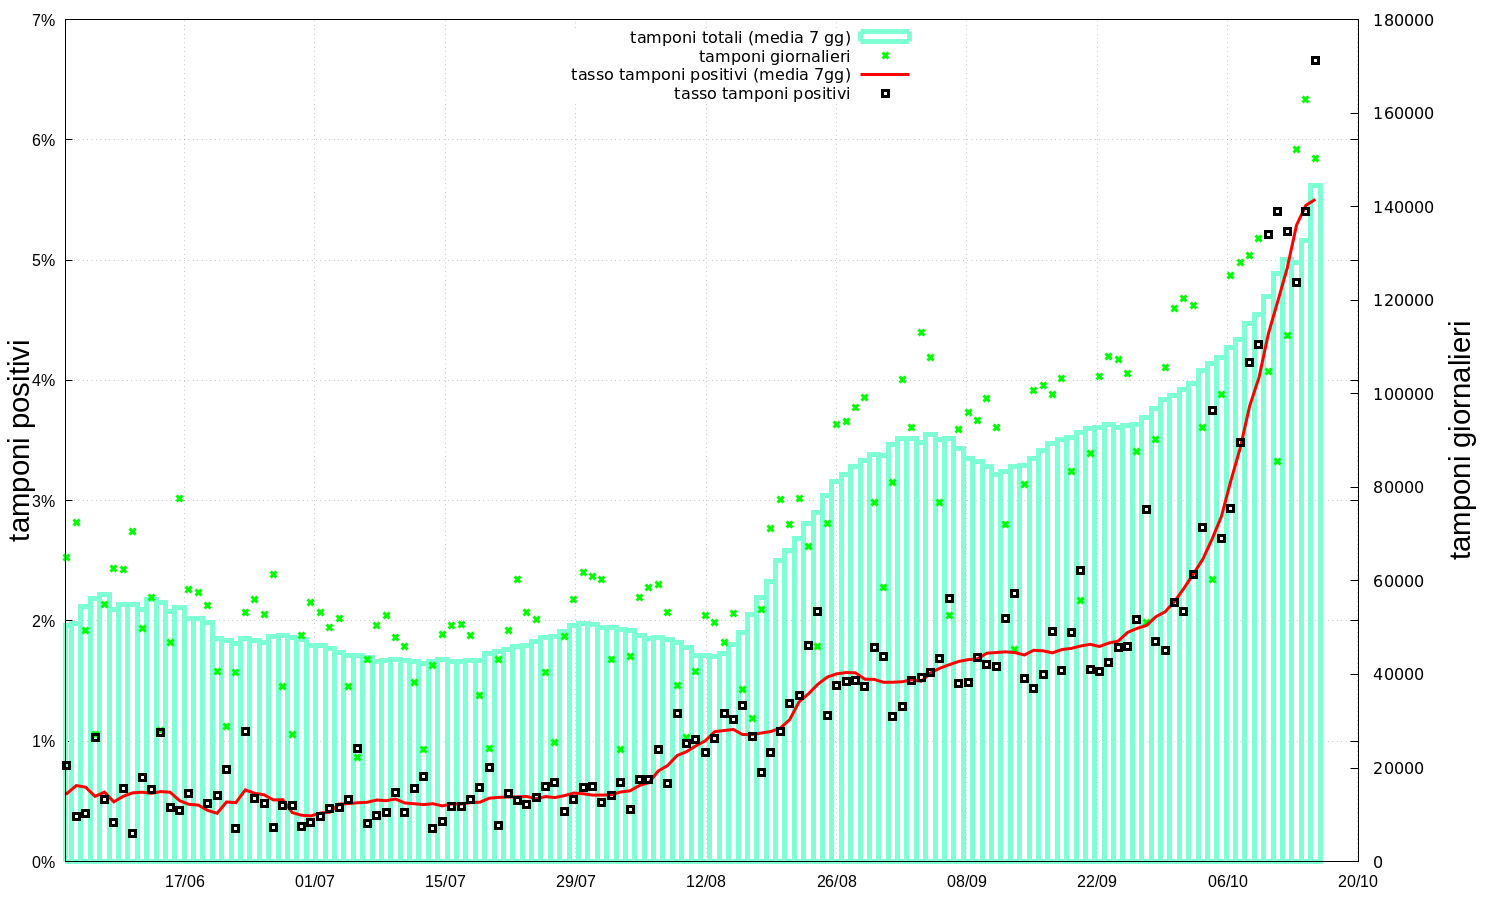 tamponi totali (media 7 gg)
tamponi giornalieri
tasso tamponi positivi (media 7gg)
tasso tamponi positivi
7%
6%
5%
4%
3%
2%
1%
0%
tamponi positivi
180000
160000
140000
120000
100000
80000
60000
40000
20000
0
tamponi giornalieri
17/06 01/07 15/07 29/07 12/08 26/08 08/09 22/09 06/10 20/10